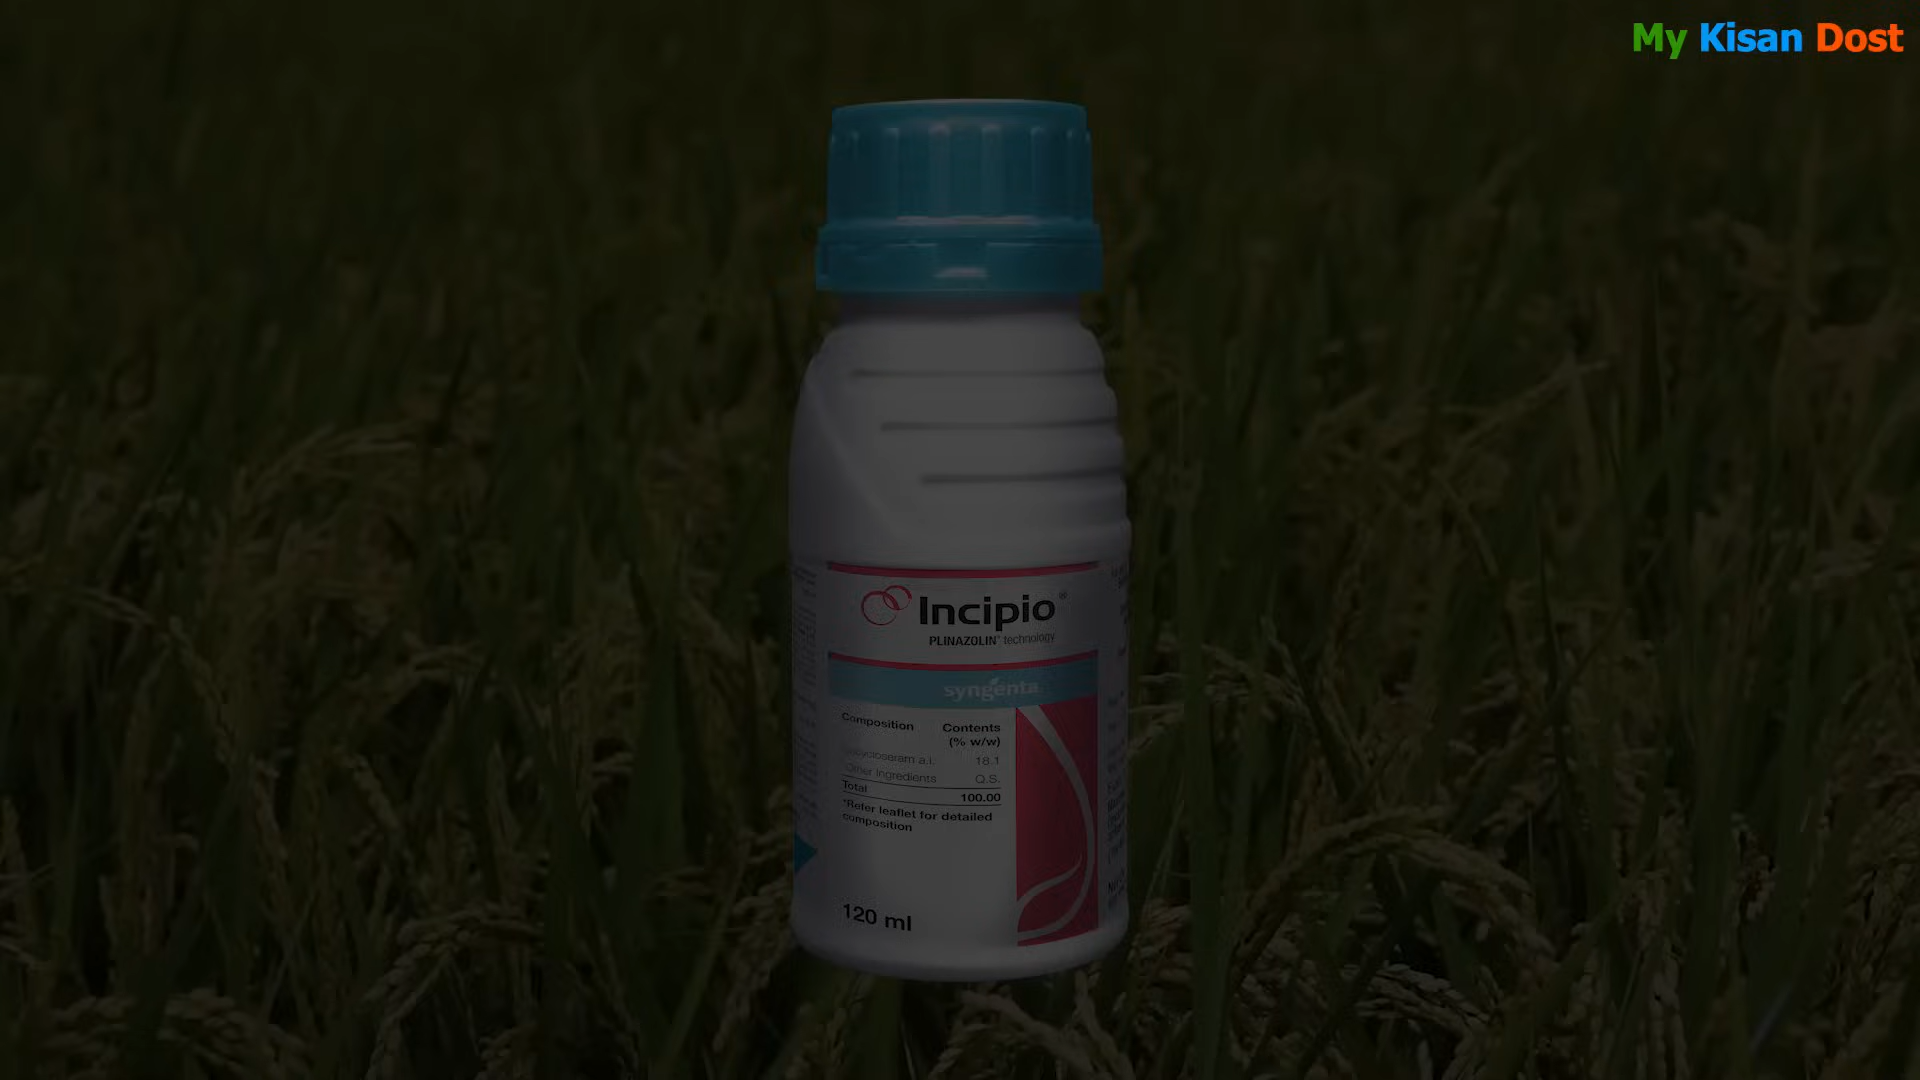 My Kisan Dost
Incipio®
PLINAZOLIN® technology
syngenta
Composition Contents
(% w/w)
a.i. 18.1
Other Ingredients Q.S.
Total 100.00
*Refer leaflet for detailed
composition
120 ml